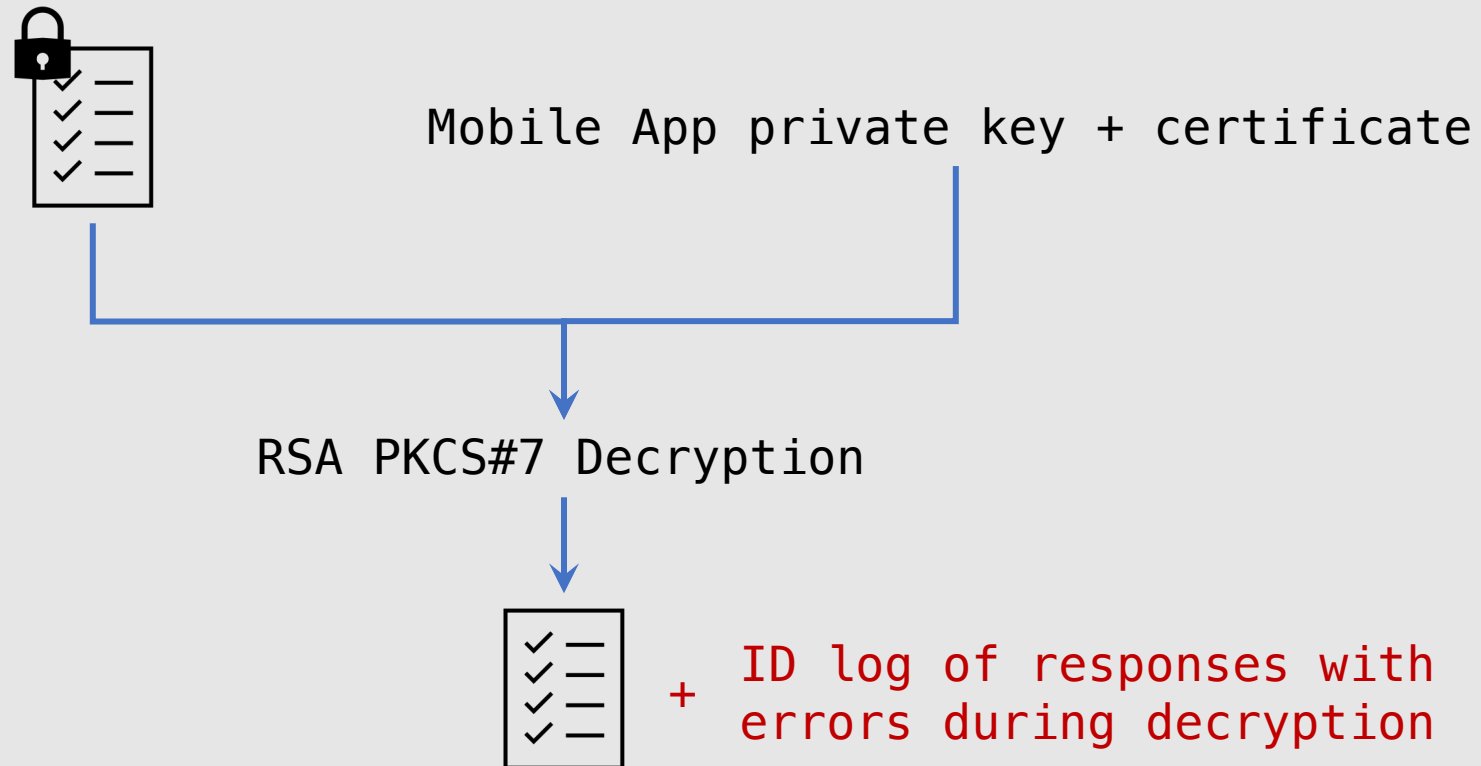 Mobile App private key + certificate
RSA PKCS#7 Decryption
+ ID log of responses with
errors during decryption